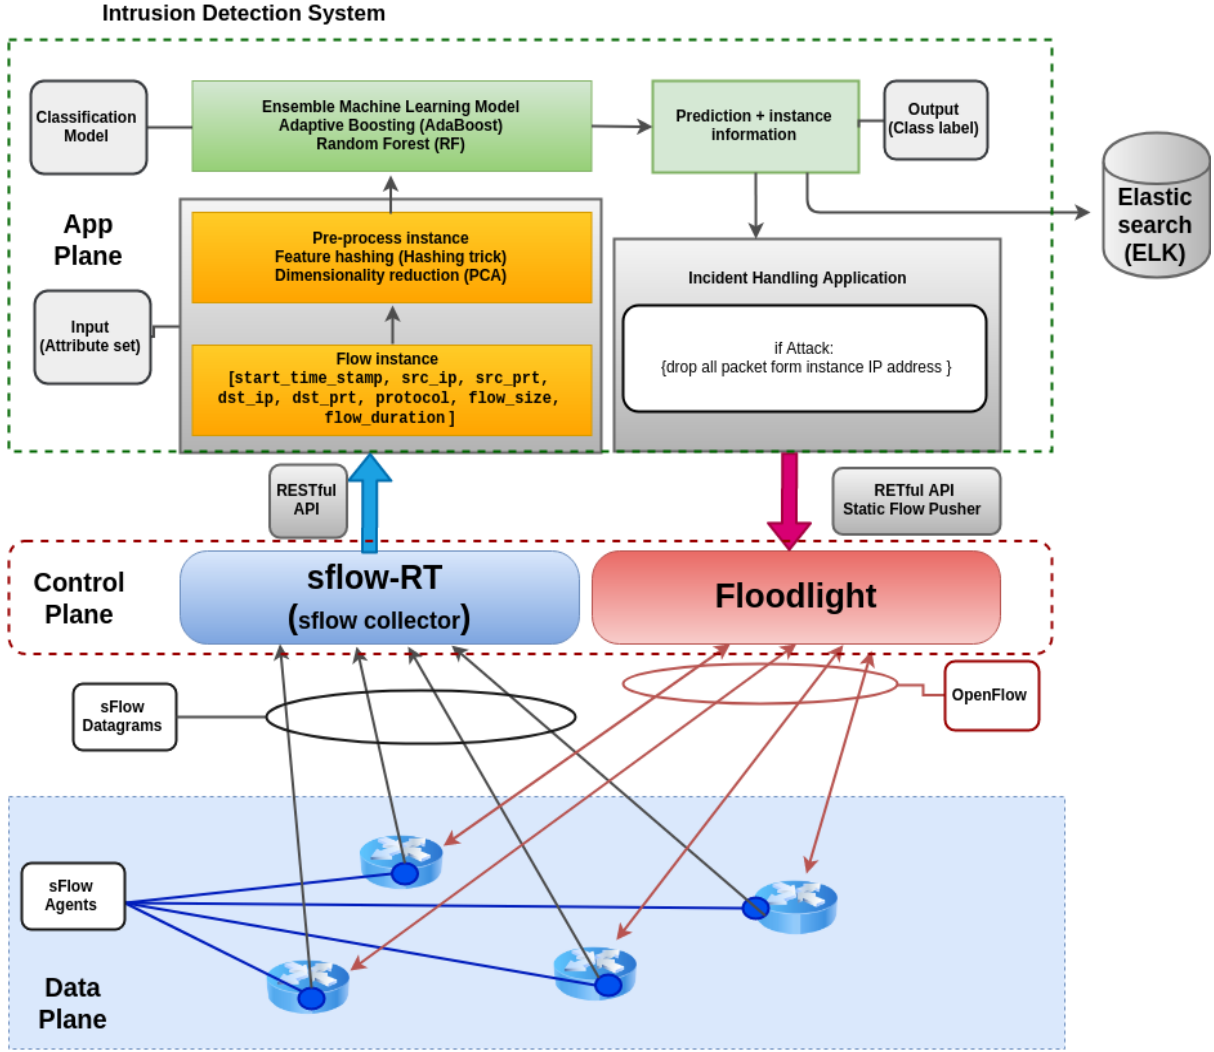 Intrusion Detection System
Classification
Model
Ensemble Machine Learning Model
Adaptive Boosting (AdaBoost)
Random Forest (RF)
Prediction + instance
information
Output
(Class label)
Elastic
search
(ELK)
App
Plane
Pre-process instance
Feature hashing (Hashing trick)
Dimensionality reduction (PCA)
Incident Handling Application
Input
(Attribute set)
Flow instance
[start_time_stamp, src_ip, src_prt,
dst_ip, dst_prt, protocol, flow_size,
flow_duration]
if Attack:
{drop all packet form instance IP address }
RESTful
API
RETful API
Static Flow Pusher
Control
Plane
sflow-RT
(sflow collector)
Floodlight
sFlow
Datagrams
OpenFlow
sFlow
Agents
Data
Plane